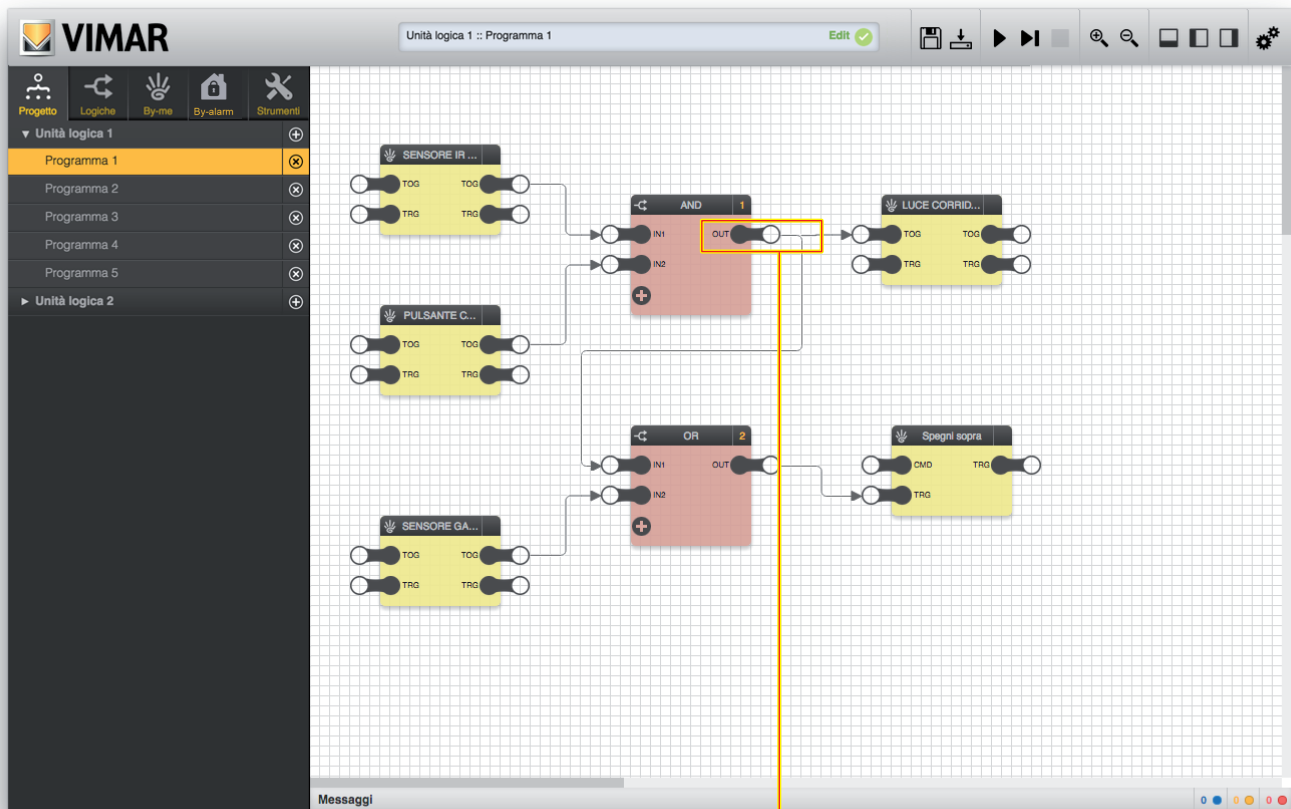 VIMAR
Unità logica 1 :: Programma 1
Edit
Progetto
Logiche
By-me
By-alarm
Strumenti
Unità logica 1
Programma 1
Programma 2
Programma 3
Programma 4
Programma 5
Unità logica 2
SENSORE IR ...
TOG TOG
TRG TRG
PULSANTE C...
TOG TOG
TRG TRG
SENSORE GA...
TOG TOG
TRG TRG
AND 1
IN1 OUT
IN2
OR 2
IN1 OUT
IN2
LUCE CORRID...
TOG TOG
TRG TRG
Spegni sopra
CMD TRG
TRG
Messaggi
0 0 0